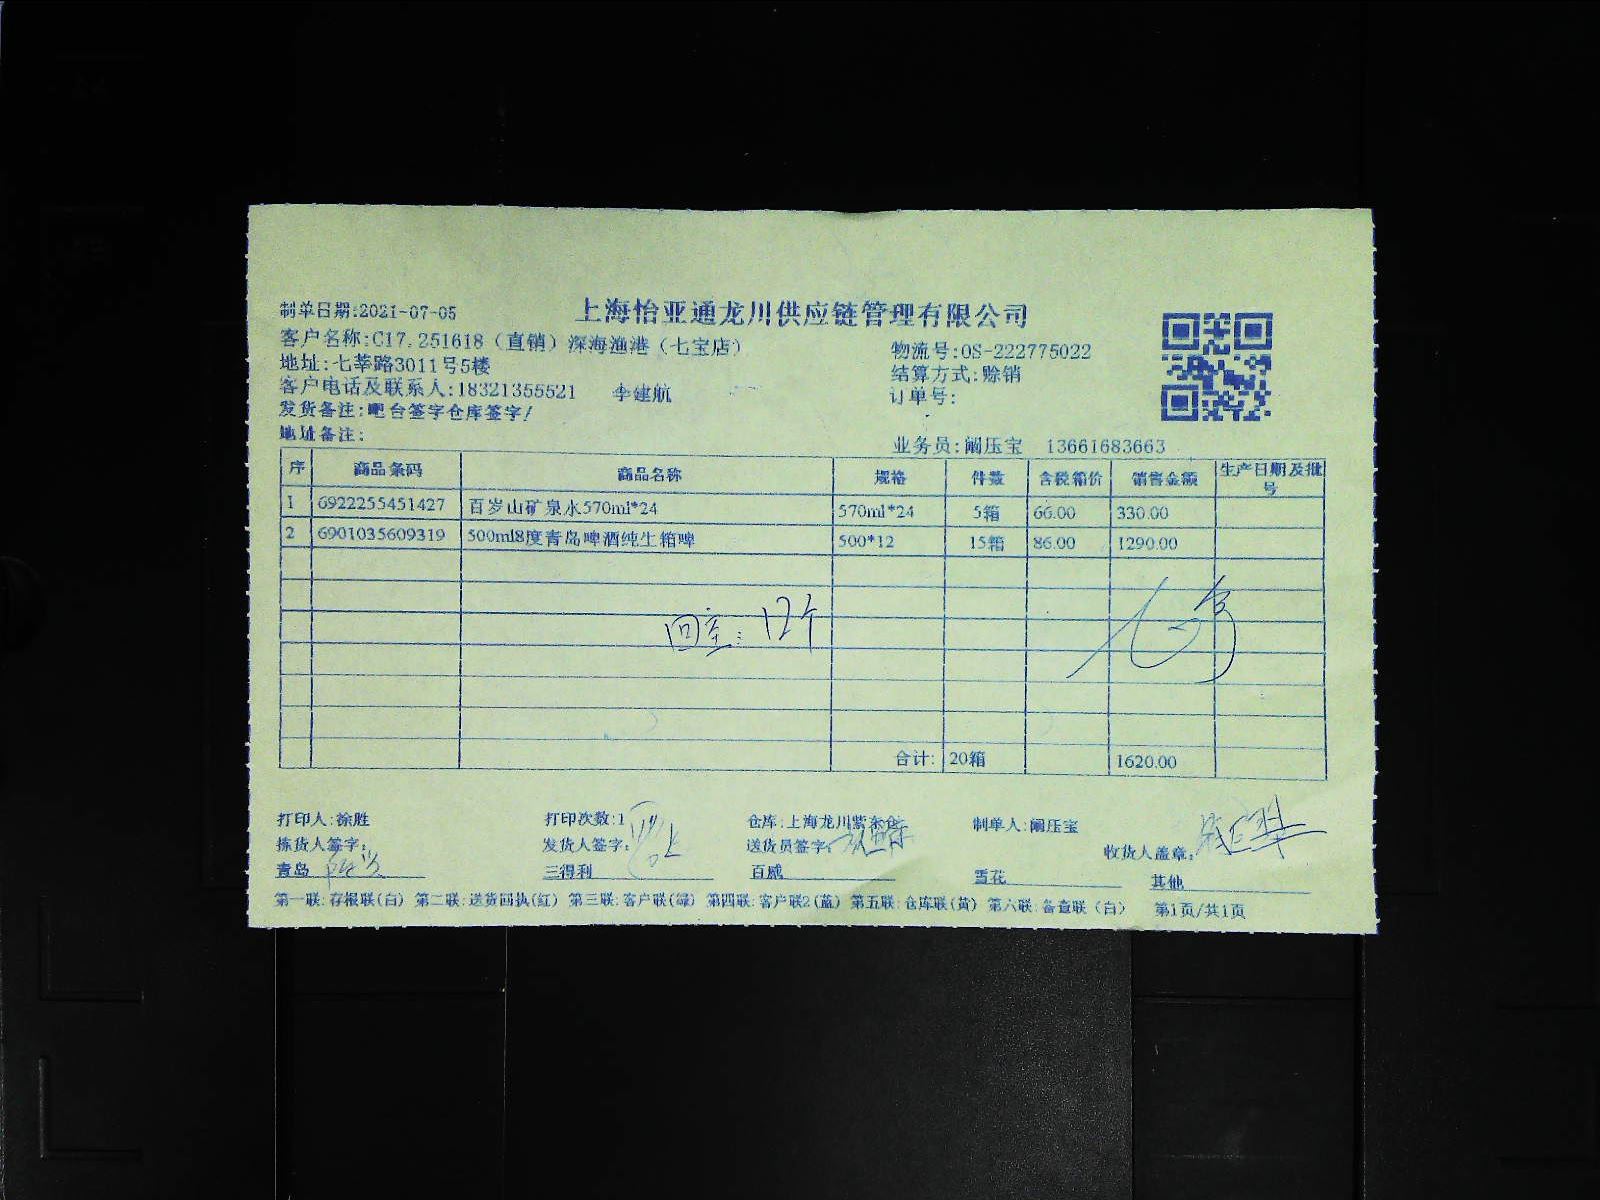 上海怡亚通龙川供应链管理有限公司
制单日期:2021-07-05
客户名称:C17.251618（直销）深海渔港（七宝店）
物流号:OS-222775022
地址:七莘路3011号5楼
结算方式:赊销
客户电话及联系人:18321355521 李建航
订单号:
发货备注:吧台签字仓库签字!
地址备注:
业务员:阚压宝 13661683663
序 商品条码 商品名称 规格 件数 含税箱价 销售金额 生产日期及批号
1 6922255451427 百岁山矿泉水570ml*24 570ml*24 5箱 66.00 330.00
2 6901035609319 500ml8度青岛啤酒纯生箱啤 500*12 15箱 86.00 1290.00
回空: 12个
七宝
合计: 20箱 1620.00
打印人:徐胜 打印次数:1 仓库:上海龙川紫东仓 制单人:阚压宝
拣货人签字: 发货人签字: 送货员签字: 收货人盖章:
青岛 三得利 百威 雪花 其他
第一联:存根联(白) 第二联:送货回执(红) 第三联:客户联(绿) 第四联:客户联2(蓝) 第五联:仓库联(黄) 第六联:备查联（白） 第1页/共1页